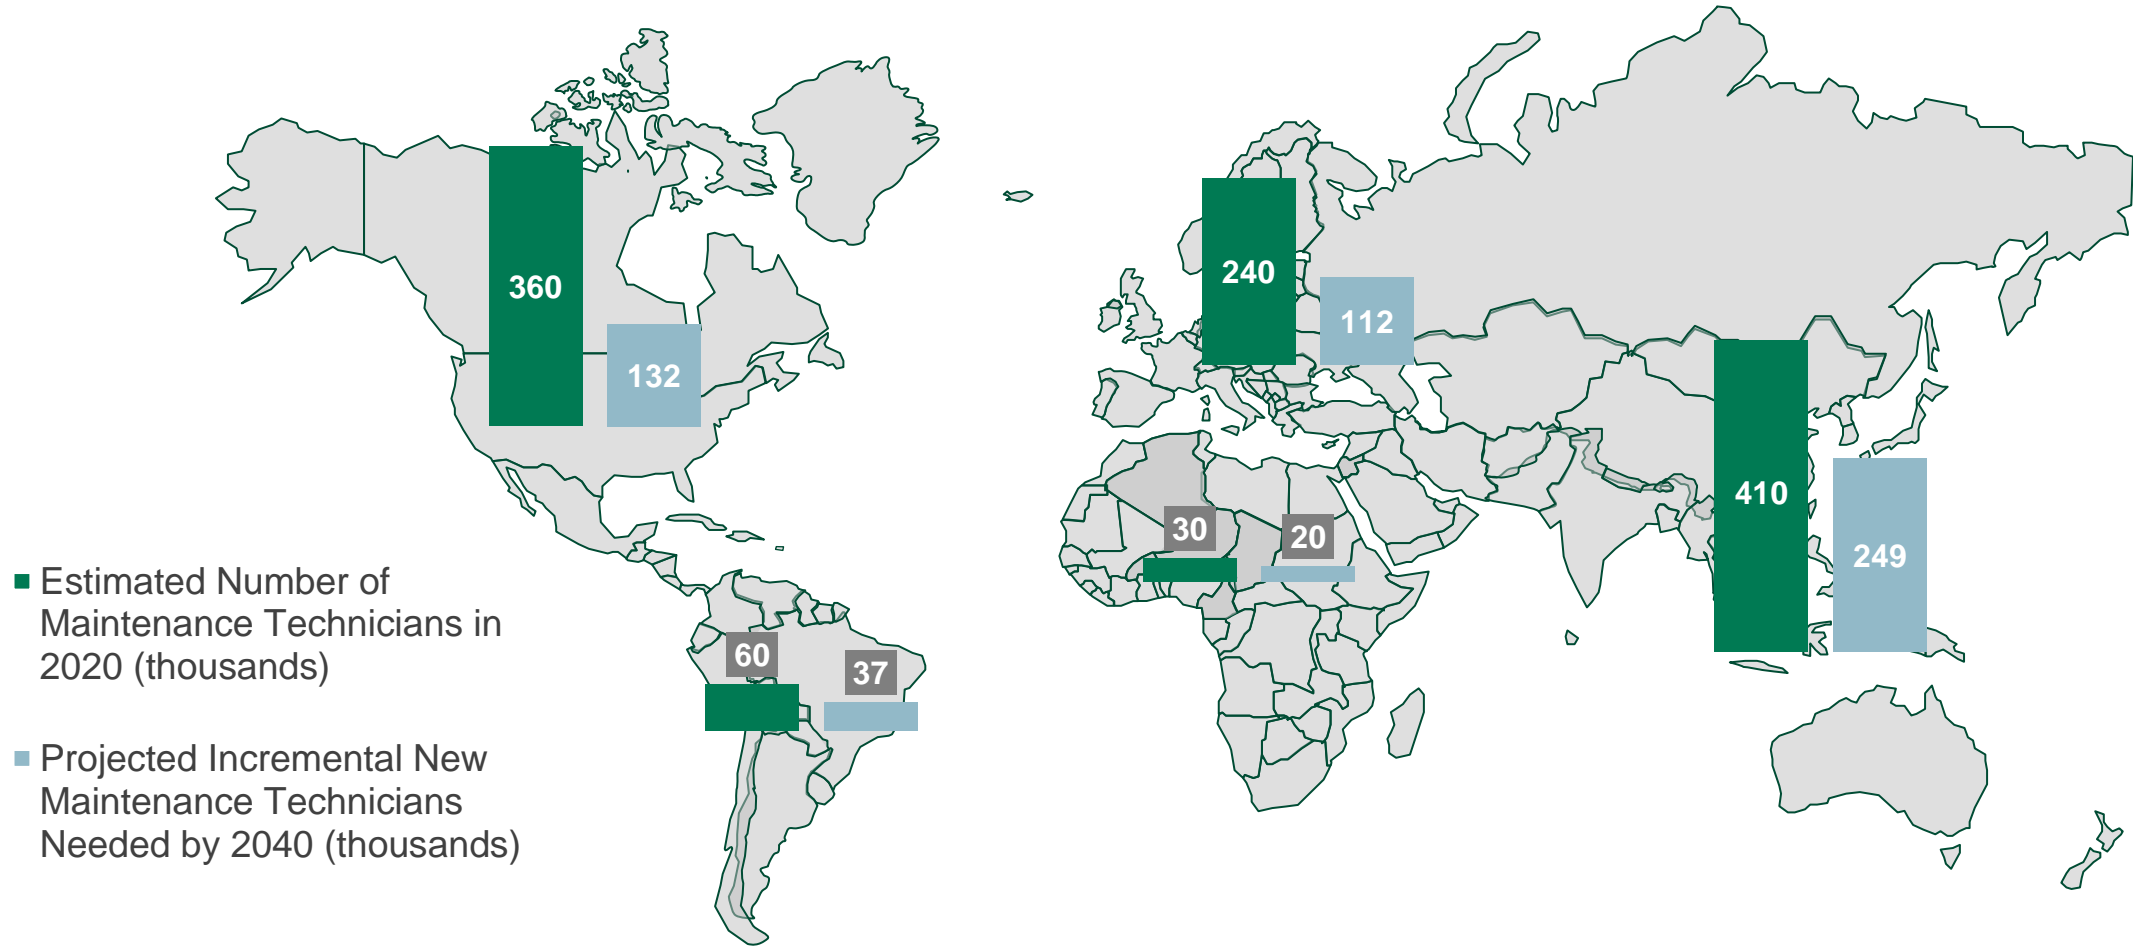 360
132
240
112
410
249
30
20
60
37
Estimated Number of
Maintenance Technicians in
2020 (thousands)
Projected Incremental New
Maintenance Technicians
Needed by 2040 (thousands)